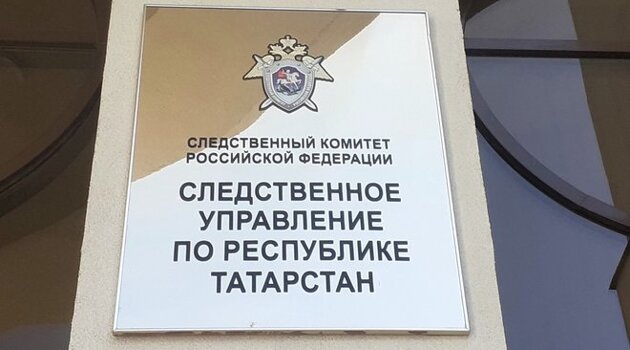 СЛЕДСТВЕННЫЙ КОМИТЕТ
РОССИЙСКОЙ ФЕДЕРАЦИИ
СЛЕДСТВЕННОЕ
УПРАВЛЕНИЕ
ПО РЕСПУБЛИКЕ
ТАТАРСТАН